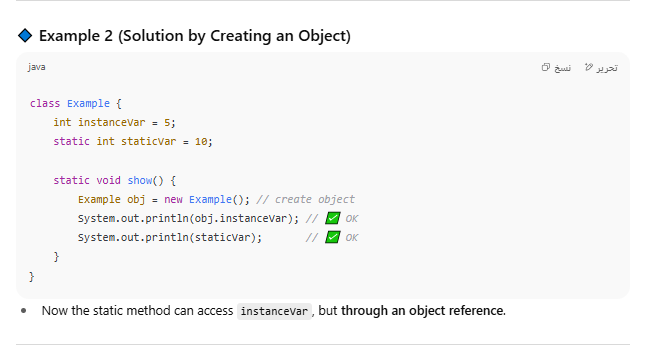 🔷 Example 2 (Solution by Creating an Object)
java نسخ تحرير
class Example {
    int instanceVar = 5;
    static int staticVar = 10;

    static void show() {
        Example obj = new Example(); // create object
        System.out.println(obj.instanceVar); // ✅ OK
        System.out.println(staticVar);       // ✅ OK
    }
}
• Now the static method can access instanceVar, but through an object reference.